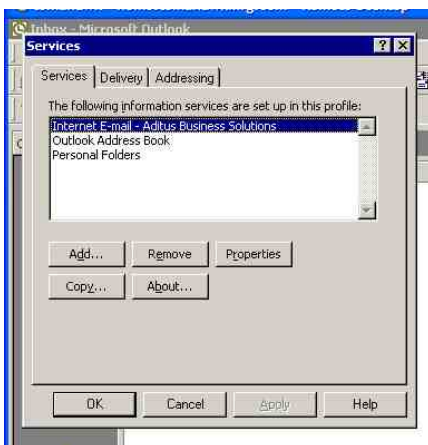 Inbox - Microsoft Outlook
Services
Services
Delivery
Addressing
The following information services are set up in this profile:
Internet E-mail - Aditus Business Solutions
Outlook Address Book
Personal Folders
Add...
Remove
Properties
Copy...
About...
OK
Cancel
Apply
Help